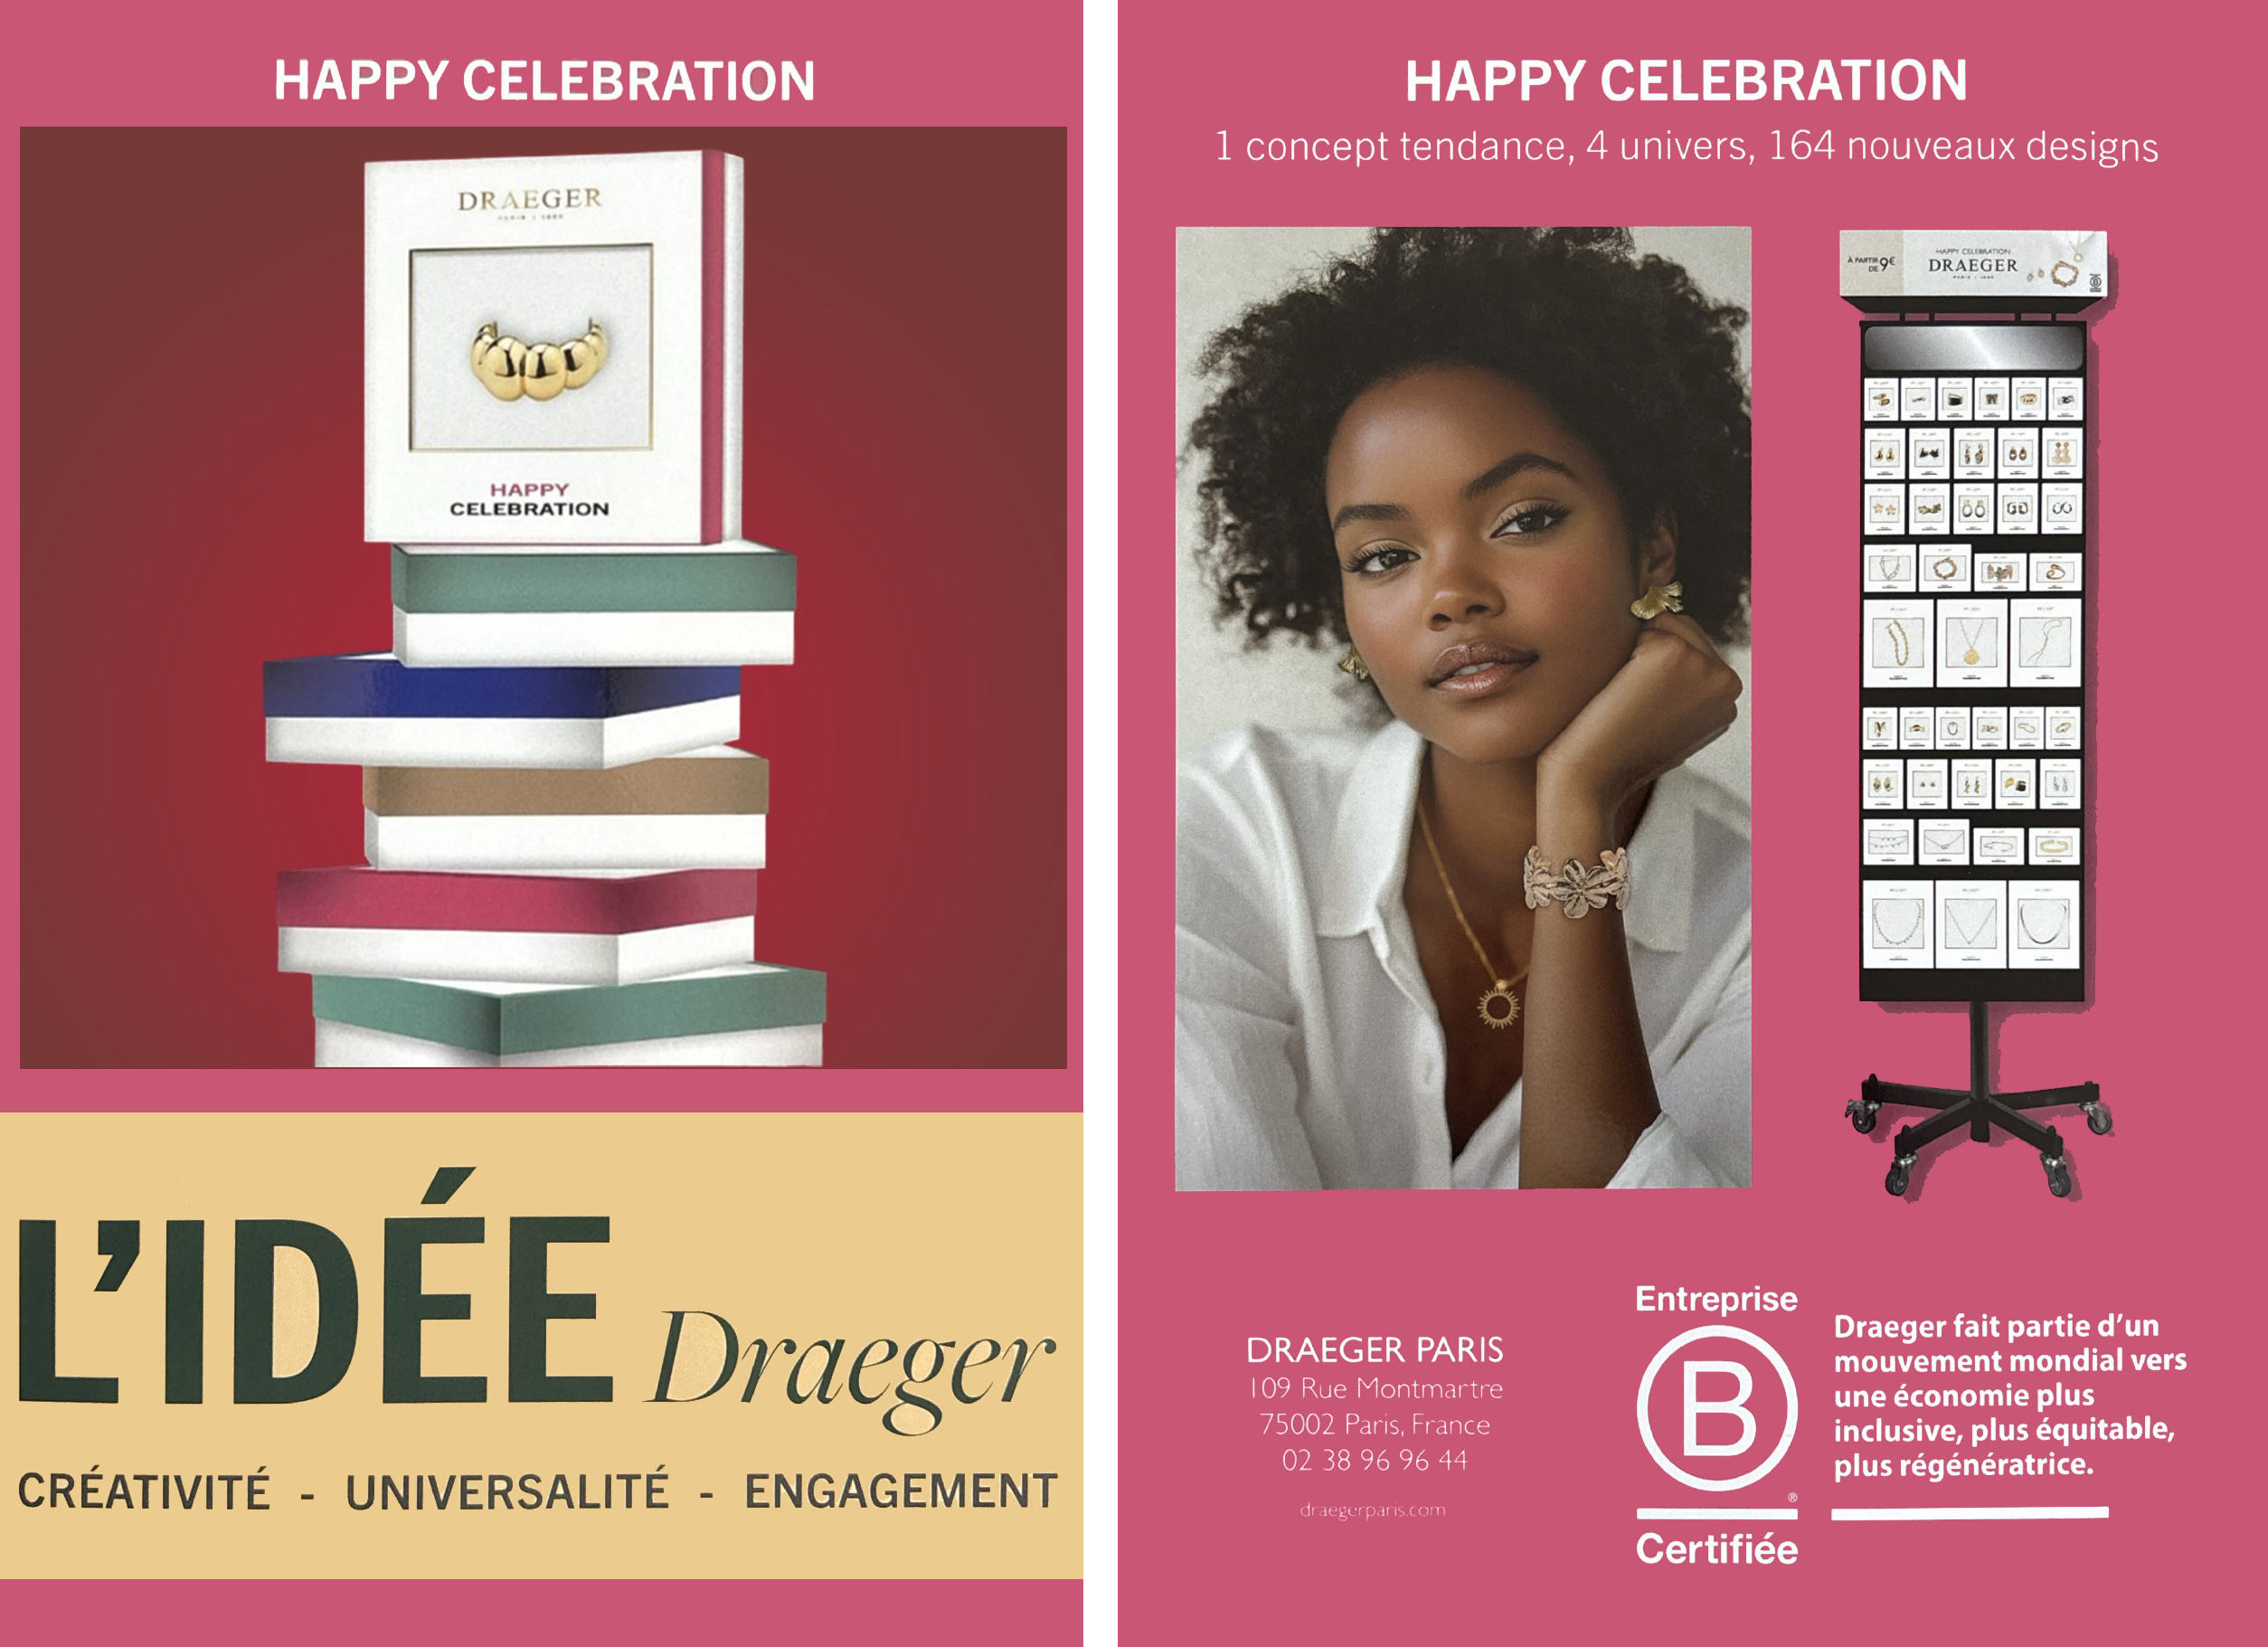 HAPPY CELEBRATION
DRAEGER
PARIS | 1886
HAPPY
CELEBRATION
L'IDÉE Draeger
CRÉATIVITÉ - UNIVERSALITÉ - ENGAGEMENT
HAPPY CELEBRATION
1 concept tendance, 4 univers, 164 nouveaux designs
À PARTIR
DE 9€
HAPPY CELEBRATION
DRAEGER
DRAEGER PARIS
109 Rue Montmartre
75002 Paris, France
02 38 96 96 44
draegerparis.com
Entreprise
B
®
Certifiée
Draeger fait partie d'un
mouvement mondial vers
une économie plus
inclusive, plus équitable,
plus régénératrice.